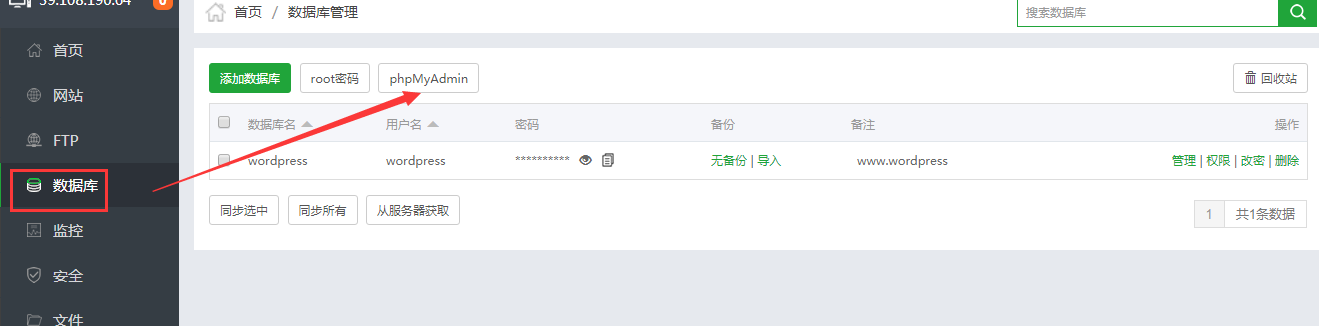 0
首页 / 数据库管理
搜索数据库
首页
网站
FTP
数据库
监控
安全
文件
添加数据库 root密码 phpMyAdmin 回收站
数据库名 用户名 密码 备份 备注 操作
wordpress wordpress ********** 无备份 | 导入 www.wordpress 管理 | 权限 | 改密 | 删除
同步选中 同步所有 从服务器获取
1 共1条数据